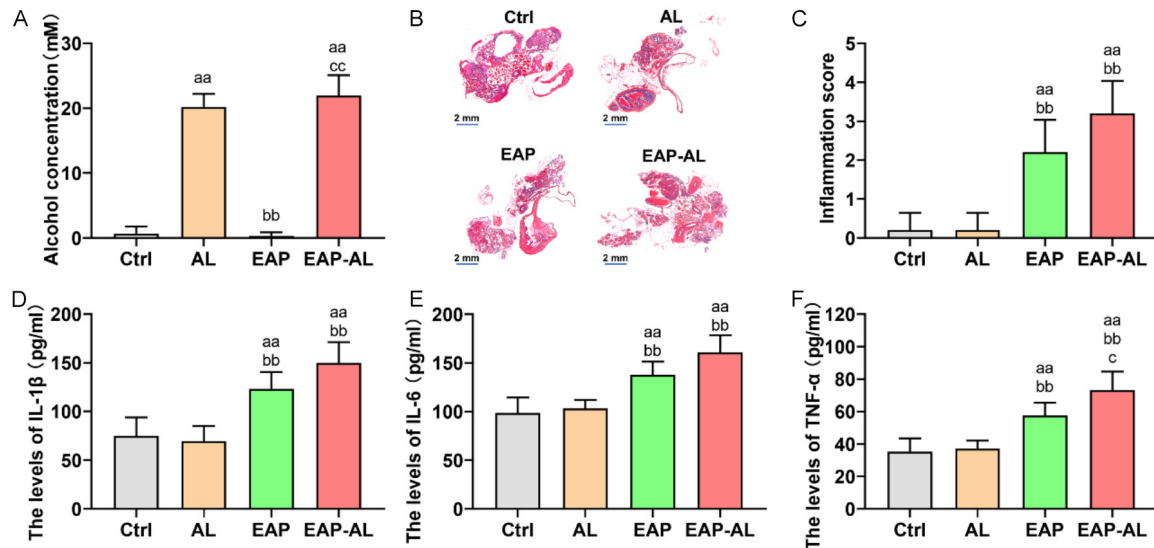 A
Alcohol concentration (mM)
30
20
10
0
aa
bb
aa
cc
Ctrl AL EAP EAP-AL
B
Ctrl
AL
2 mm
2 mm
EAP
EAP-AL
2 mm
2 mm
C
Inflammation score
5
4
3
2
1
0
aa
bb
aa
bb
Ctrl AL EAP EAP-AL
D
The levels of IL-1β (pg/ml)
200
150
100
50
0
aa
bb
aa
bb
Ctrl AL EAP EAP-AL
E
The levels of IL-6 (pg/ml)
200
150
100
50
0
aa
bb
aa
bb
Ctrl AL EAP EAP-AL
F
The levels of TNF-α (pg/ml)
120
100
80
60
40
20
0
aa
bb
aa
bb
c
Ctrl AL EAP EAP-AL